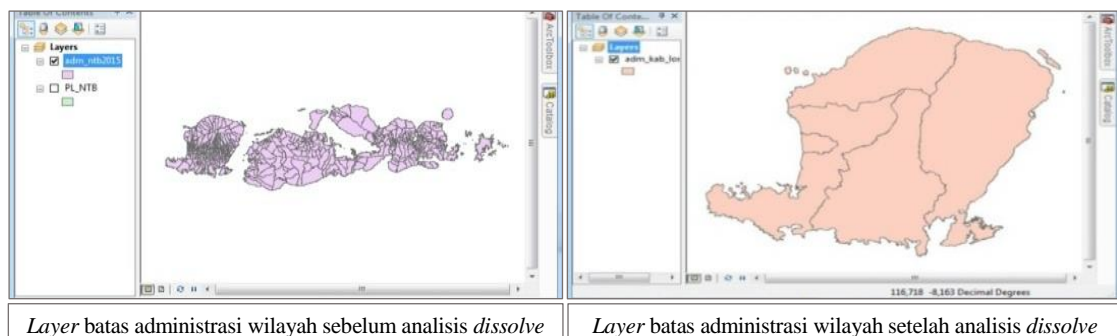 Table Of Contents
Layers
adm_ntb2015
PL_NTB
ArcToolbox
Catalog
Table Of Conte...
Layers
adm_kab_lo
ArcToolbox
Catalog
116,718 -8,163 Decimal Degrees
Layer batas administrasi wilayah sebelum analisis dissolve
Layer batas administrasi wilayah setelah analisis dissolve